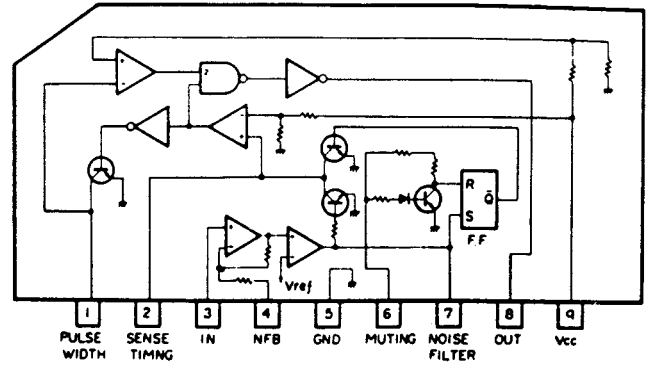 R
Q̄
S
F.F
Vref
1
2
3
4
5
6
7
8
9
PULSE WIDTH
SENSE TIMNG
IN
NFB
GND
MUTING
NOISE FILTER
OUT
Vcc